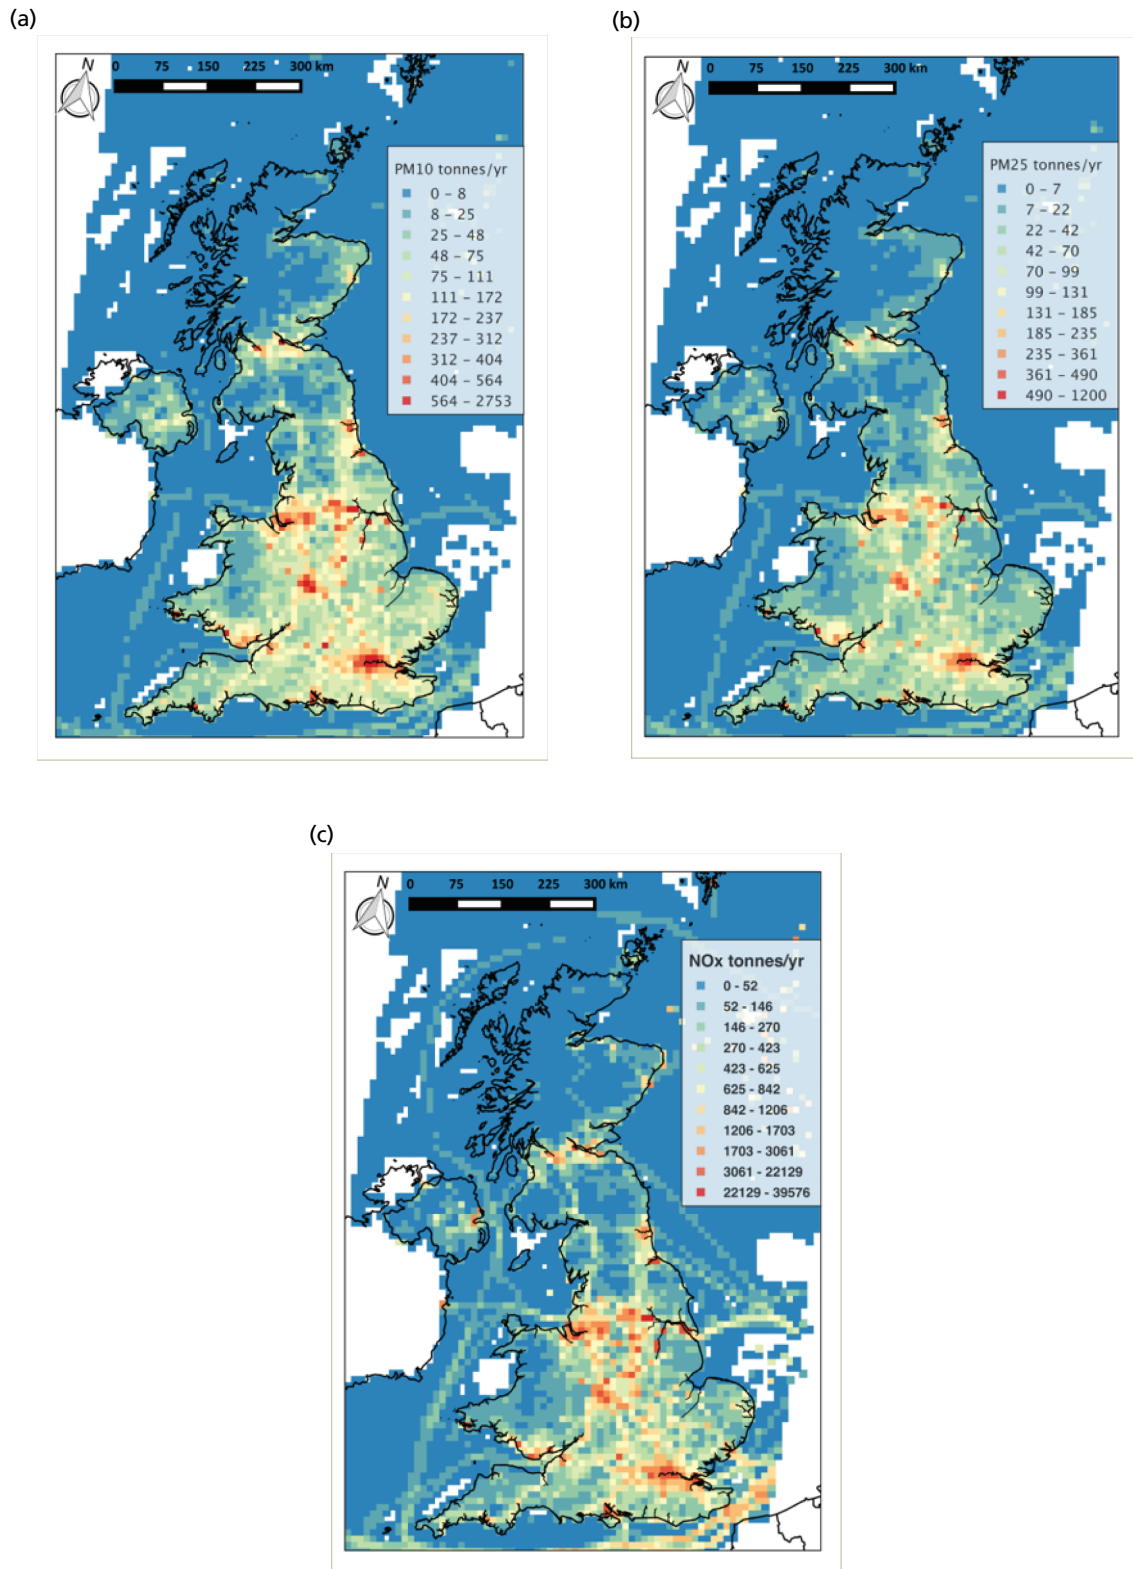 (a)
N
0 75 150 225 300 km
PM10 tonnes/yr
0 – 8
8 – 25
25 – 48
48 – 75
75 – 111
111 – 172
172 – 237
237 – 312
312 – 404
404 – 564
564 – 2753
(b)
N
0 75 150 225 300 km
PM25 tonnes/yr
0 – 7
7 – 22
22 – 42
42 – 70
70 – 99
99 – 131
131 – 185
185 – 235
235 – 361
361 – 490
490 – 1200
(c)
N
0 75 150 225 300 km
NOx tonnes/yr
0 - 52
52 - 146
146 - 270
270 - 423
423 - 625
625 - 842
842 - 1206
1206 - 1703
1703 - 3061
3061 - 22129
22129 - 39576